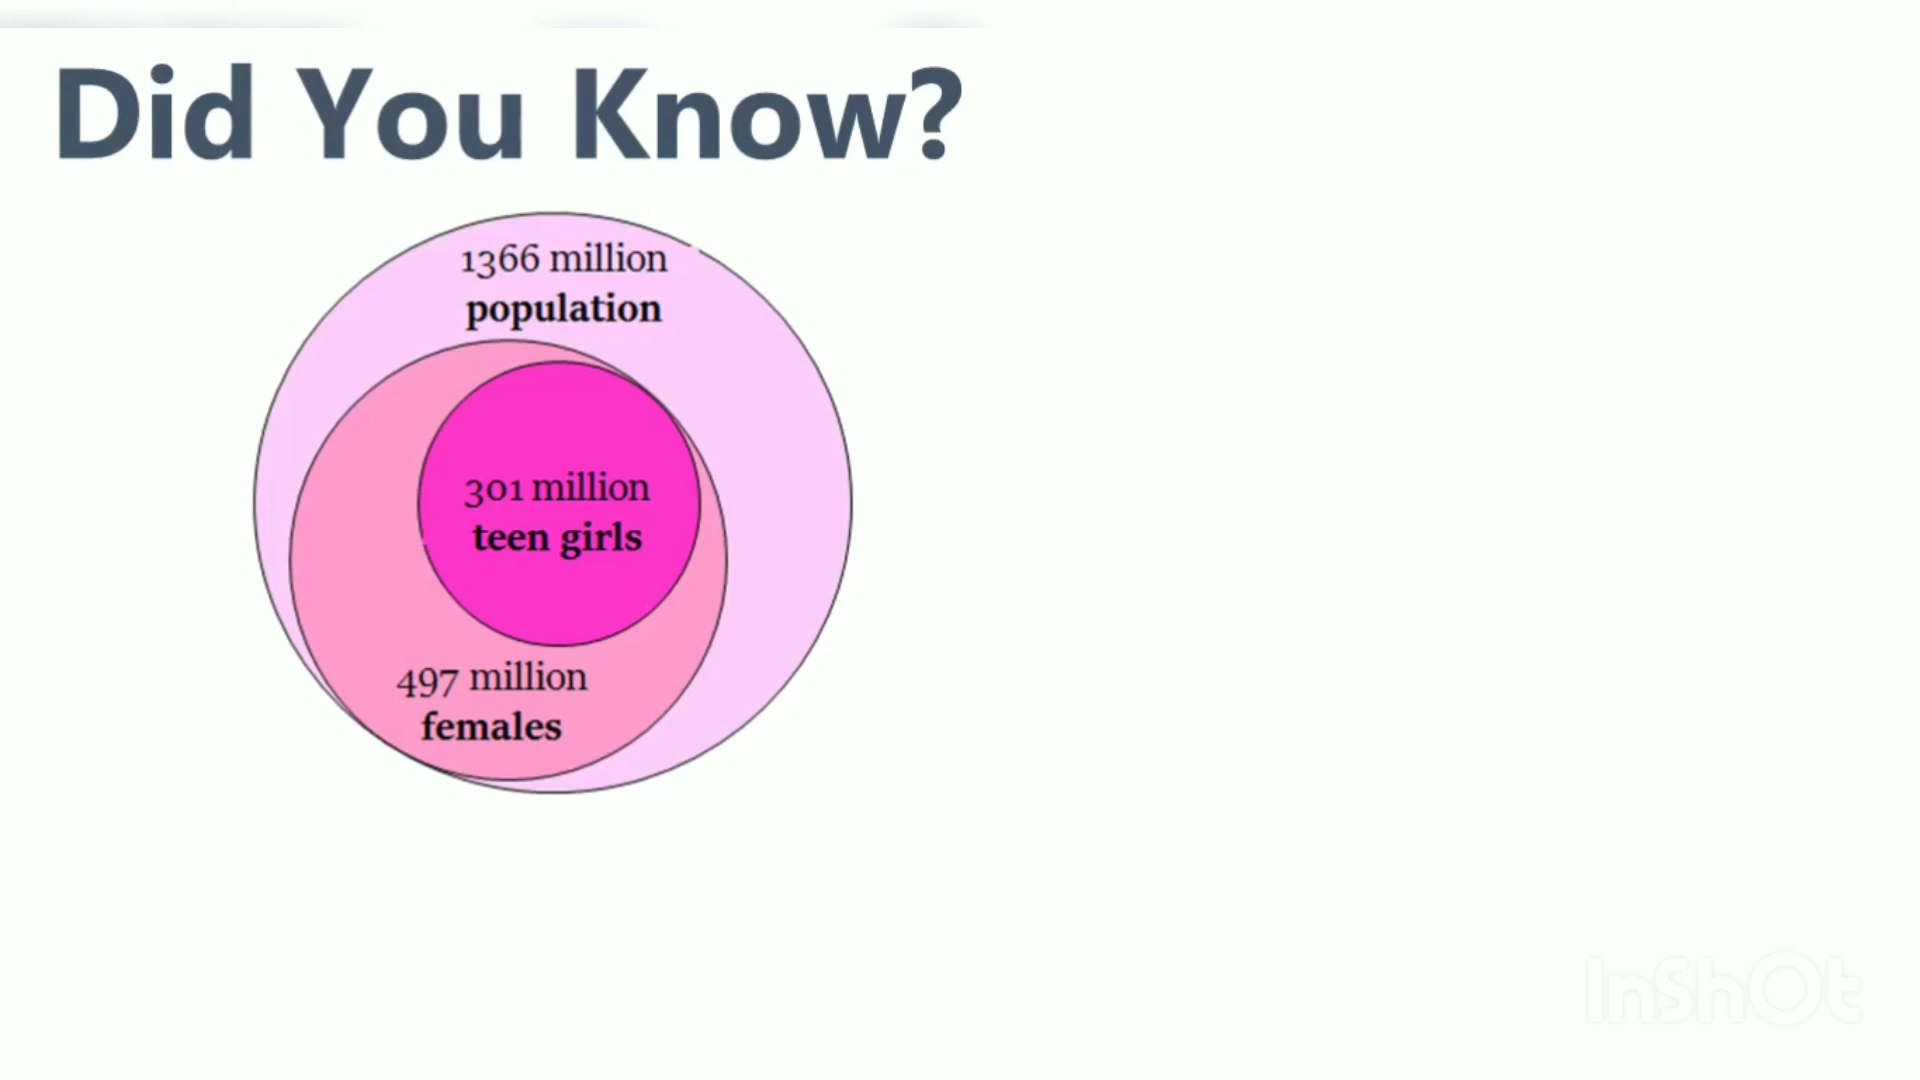 Did You Know?
1366 million
population
301 million
teen girls
497 million
females
InShOt